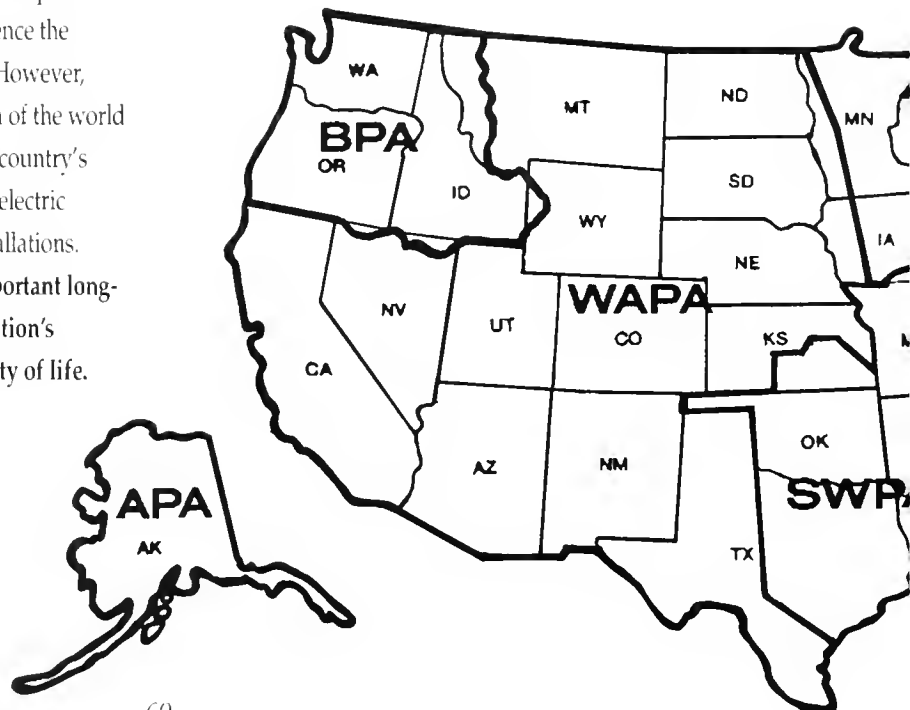 ence the
However,
of the world
country's
electric
allations.
portant long-
tion's
ty of life.
WA
MT
ND
MN
BPA
OR
ID
SD
WY
IA
NE
WAPA
NV
UT
CO
KS
CA
AZ
NM
OK
SWPA
TX
APA
AK
69